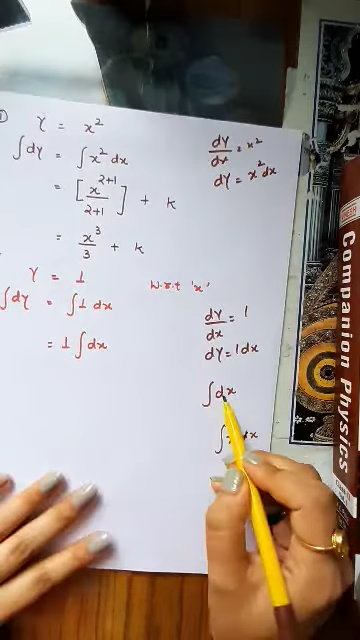 ① Y = x²
∫dY = ∫x² dx
= [x²⁺¹/2+1] + k
= x³/3 + k
dY/dx = x²
dY = x² dx
Y = 1 w.r.t 'x'
∫dY = ∫1 dx
= 1 ∫dx
dY/dx = 1
dY = 1dx
∫dx
Companion Physics